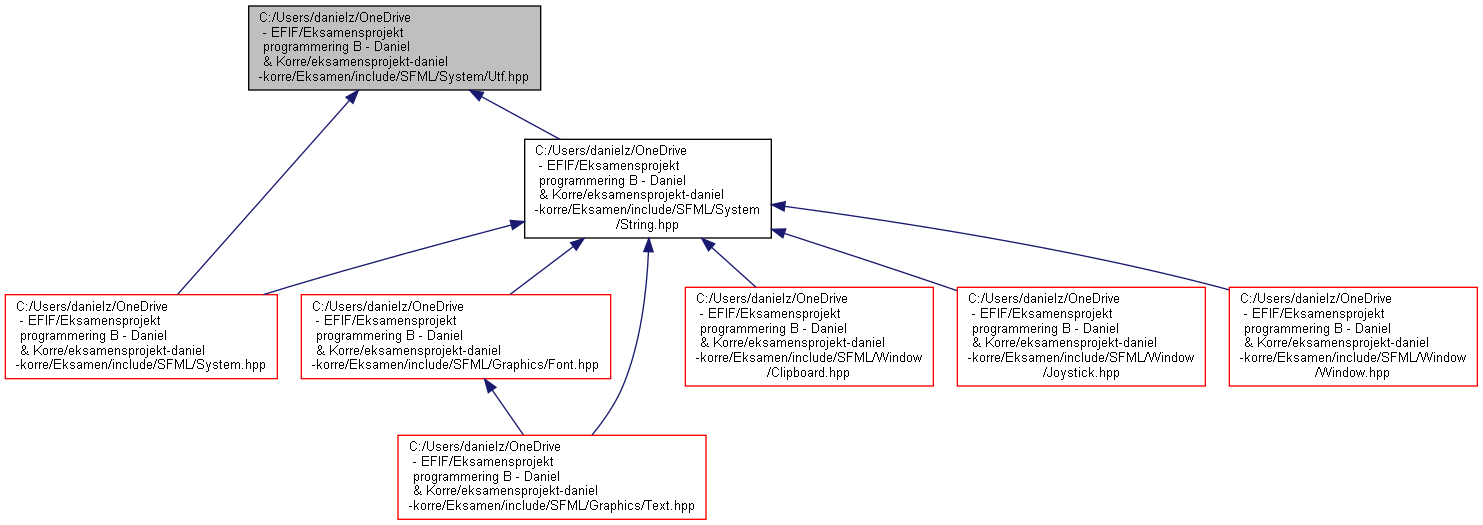 C:/Users/danielz/OneDrive
- EFIF/Eksamensprojekt
programmering B - Daniel
& Korre/eksamensprojekt-daniel
-korre/Eksamen/include/SFML/System/Utf.hpp
C:/Users/danielz/OneDrive
- EFIF/Eksamensprojekt
programmering B - Daniel
& Korre/eksamensprojekt-daniel
-korre/Eksamen/include/SFML/System
/String.hpp
C:/Users/danielz/OneDrive
- EFIF/Eksamensprojekt
programmering B - Daniel
& Korre/eksamensprojekt-daniel
-korre/Eksamen/include/SFML/System.hpp
C:/Users/danielz/OneDrive
- EFIF/Eksamensprojekt
programmering B - Daniel
& Korre/eksamensprojekt-daniel
-korre/Eksamen/include/SFML/Graphics/Font.hpp
C:/Users/danielz/OneDrive
- EFIF/Eksamensprojekt
programmering B - Daniel
& Korre/eksamensprojekt-daniel
-korre/Eksamen/include/SFML/Window
/Clipboard.hpp
C:/Users/danielz/OneDrive
- EFIF/Eksamensprojekt
programmering B - Daniel
& Korre/eksamensprojekt-daniel
-korre/Eksamen/include/SFML/Window
/Joystick.hpp
C:/Users/danielz/OneDrive
- EFIF/Eksamensprojekt
programmering B - Daniel
& Korre/eksamensprojekt-daniel
-korre/Eksamen/include/SFML/Window
/Window.hpp
C:/Users/danielz/OneDrive
- EFIF/Eksamensprojekt
programmering B - Daniel
& Korre/eksamensprojekt-daniel
-korre/Eksamen/include/SFML/Graphics/Text.hpp